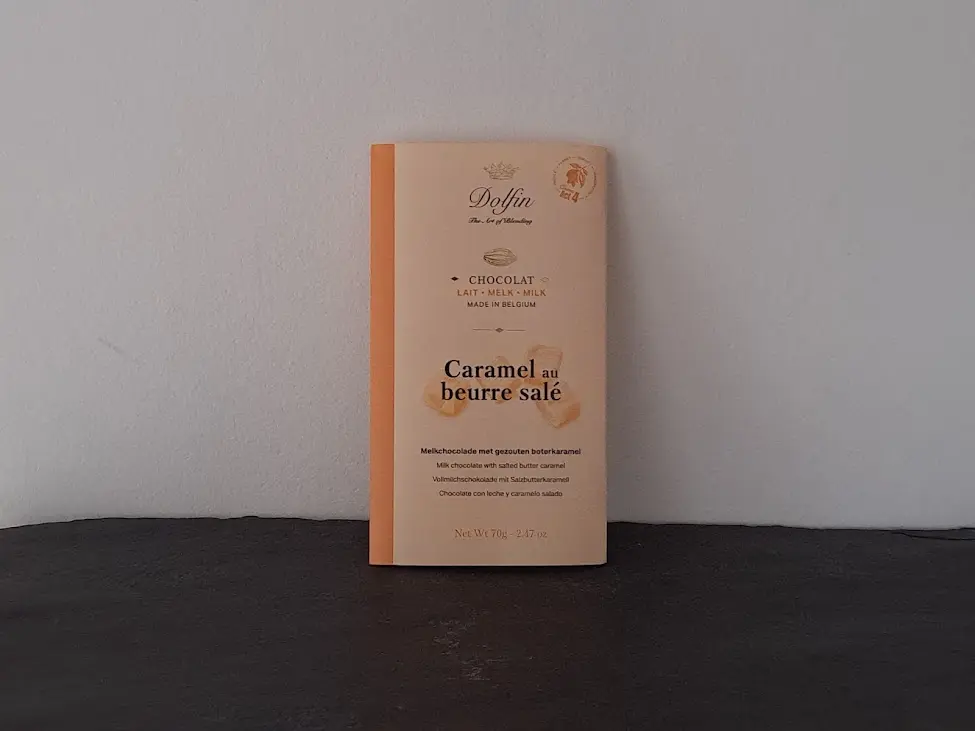 Dolfin
The Art of Blending
CHOCOLAT
LAIT • MELK • MILK
MADE IN BELGIUM
Caramel au
beurre salé
Melkchocolade met gezouten boterkaramel
Milk chocolate with salted butter caramel
Vollmilchschokolade mit Salzbutterkaramell
Chocolate con leche y caramelo salado
Net Wt 70g - 2.47 oz